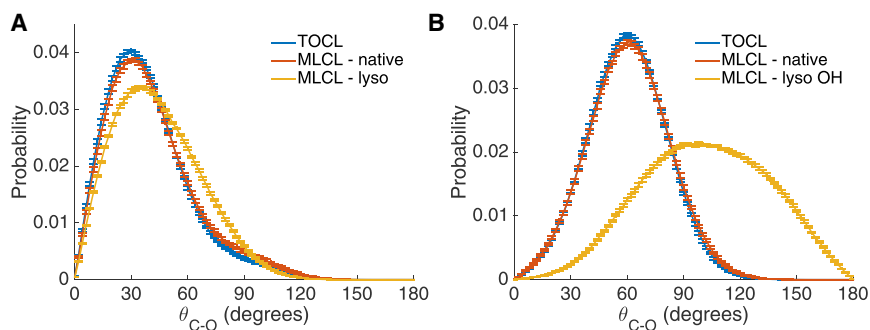 A
Probability
0.04
0.03
0.02
0.01
0
0
30
60
90
120
150
180
θC-O (degrees)
TOCL
MLCL - native
MLCL - lyso
B
Probability
0.04
0.03
0.02
0.01
0
0
30
60
90
120
150
180
θC-O (degrees)
TOCL
MLCL - native
MLCL - lyso OH